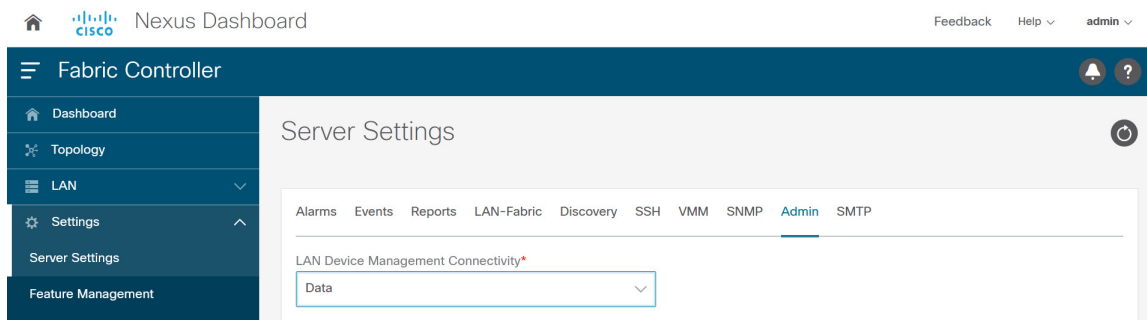 cisco Nexus Dashboard Feedback Help admin
Fabric Controller ?
Dashboard
Topology
LAN
Settings
Server Settings
Feature Management
Server Settings
Alarms Events Reports LAN-Fabric Discovery SSH VMM SNMP Admin SMTP
LAN Device Management Connectivity*
Data